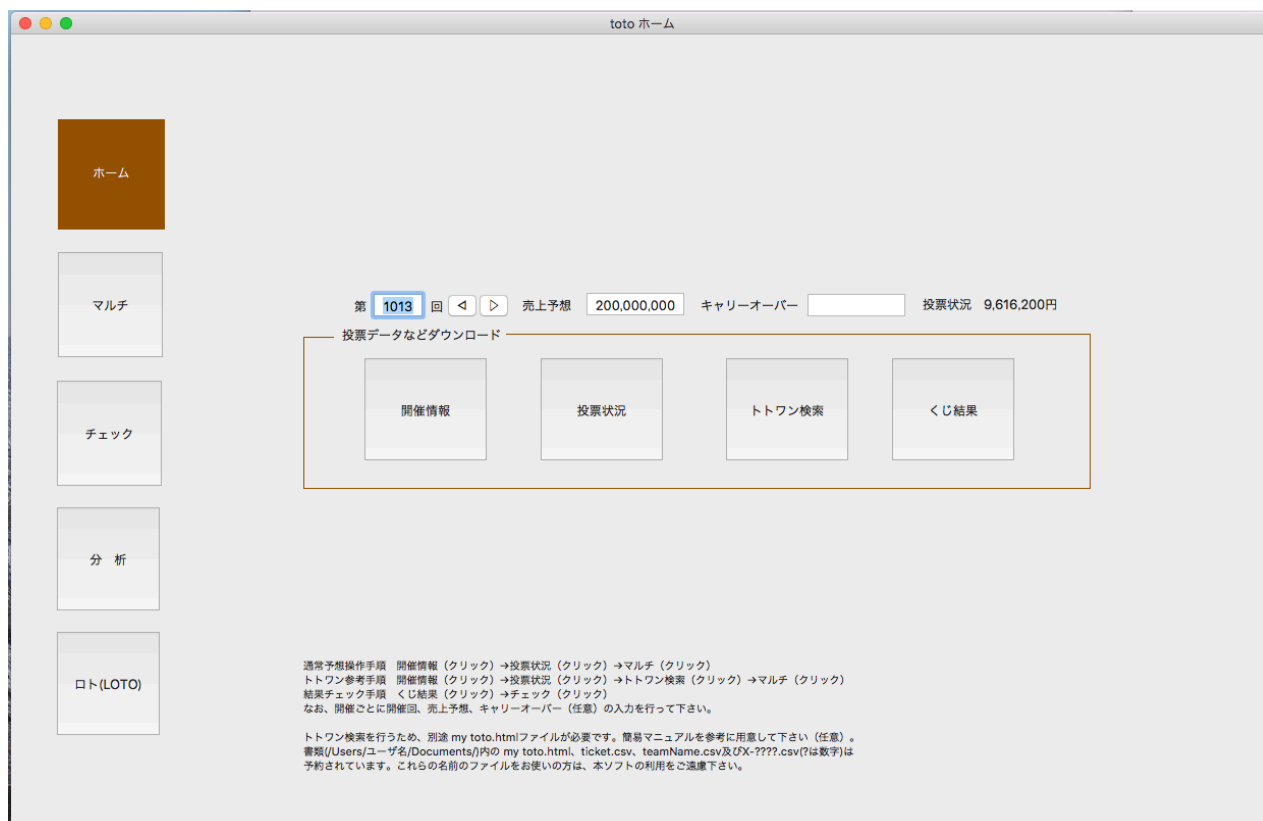 toto ホーム
ホーム
マルチ
チェック
分　析
ロト(LOTO)
第 1013 回 ◁ ▷ 売上予想 200,000,000 キャリーオーバー 投票状況 9,616,200円
投票データなどダウンロード
開催情報 投票状況 トトワン検索 くじ結果
通常予想操作手順　開催情報（クリック）→投票状況（クリック）→マルチ（クリック）
トトワン参考手順　開催情報（クリック）→投票状況（クリック）→トトワン検索（クリック）→マルチ（クリック）
結果チェック手順　くじ結果（クリック）→チェック（クリック）
なお、開催ごとに開催回、売上予想、キャリーオーバー（任意）の入力を行って下さい。
トトワン検索を行うため、別途 my toto.htmlファイルが必要です。簡易マニュアルを参考に用意して下さい（任意）。
書類(/Users/ユーザ名/Documents/)内の my toto.html、ticket.csv、teamName.csv及びX-????.csv(?は数字)は
予約されています。これらの名前のファイルをお使いの方は、本ソフトの利用をご遠慮下さい。